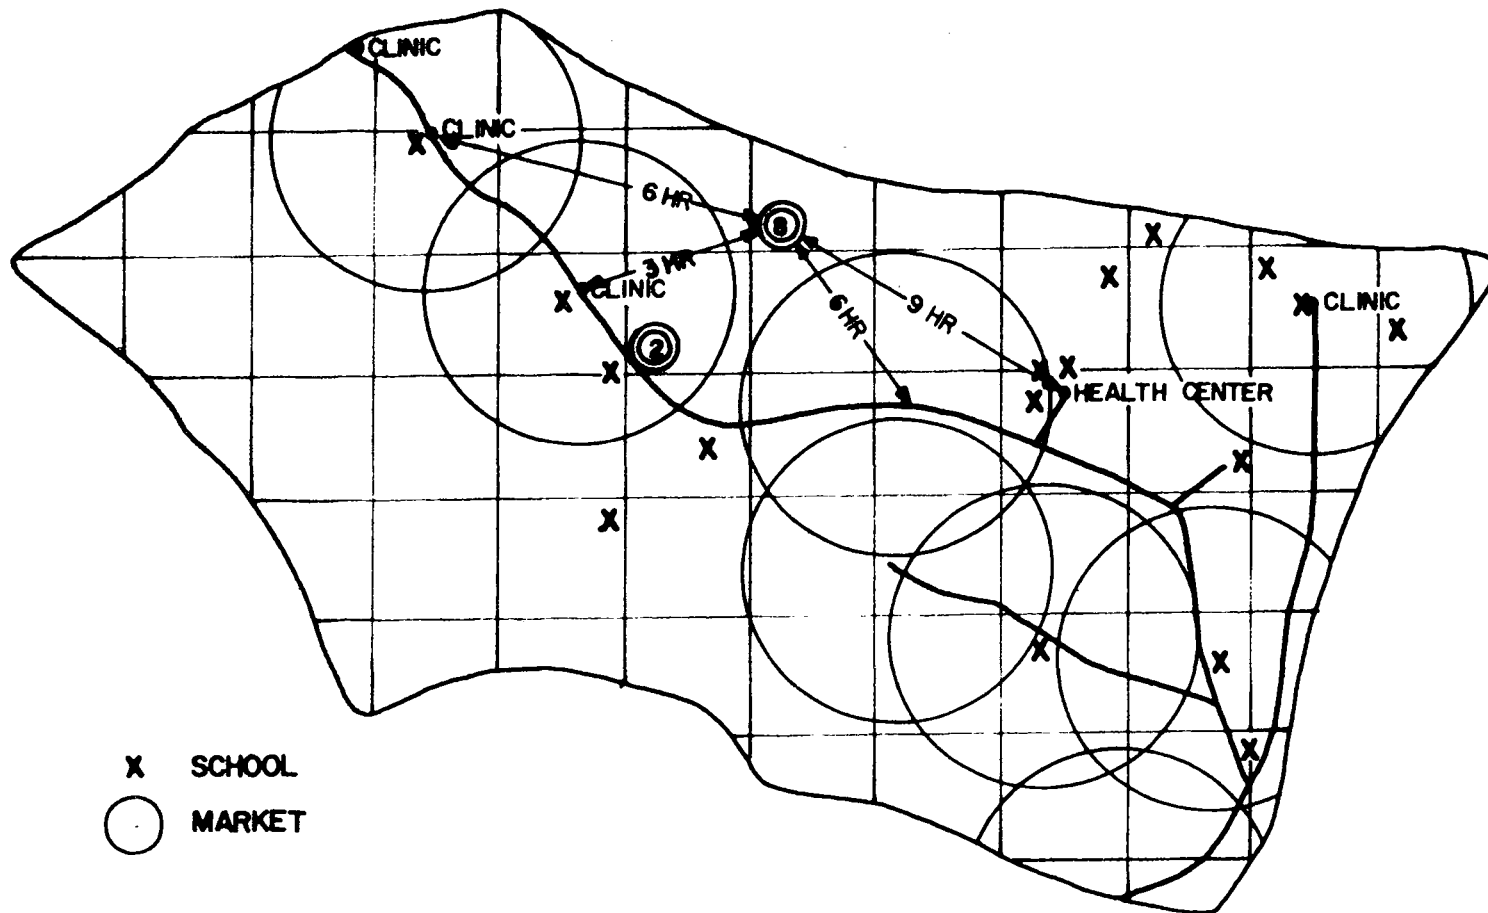 CLINIC
CLINIC
6 HR
8
3 HR
CLINIC
CLINIC
6 HR
9 HR
2
HEALTH CENTER
X SCHOOL
MARKET